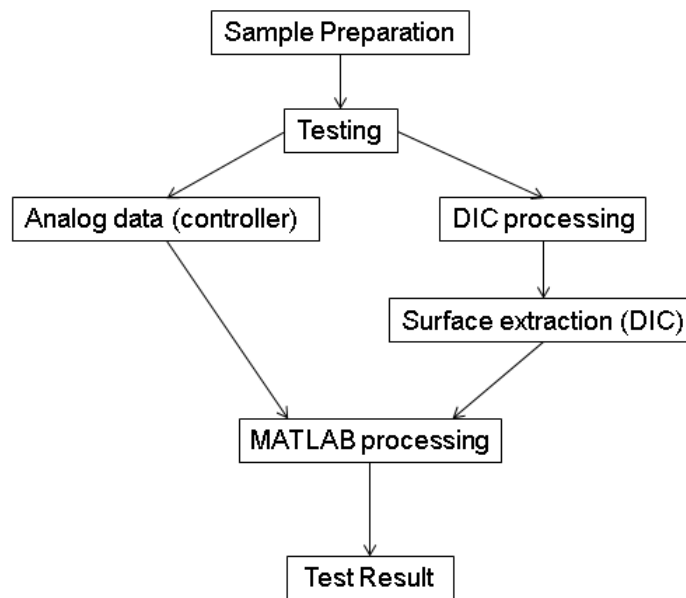 Sample Preparation
Testing
Analog data (controller)
DIC processing
Surface extraction (DIC)
MATLAB processing
Test Result